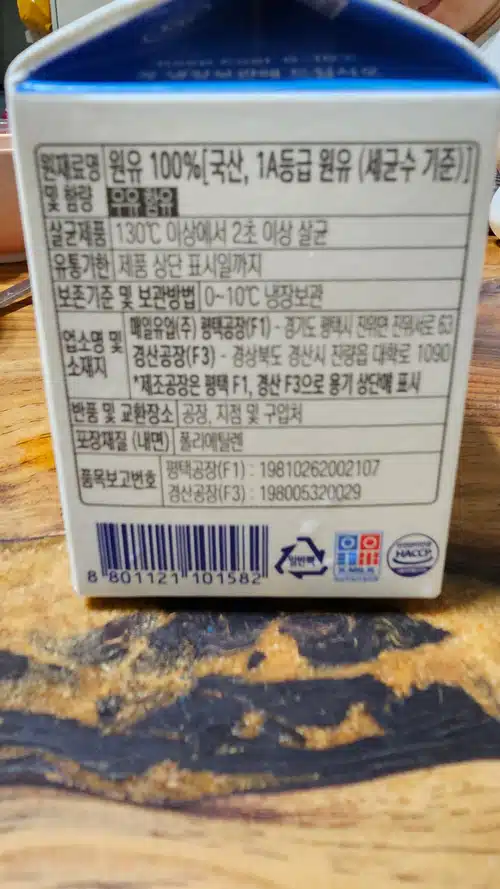 원재료명 원유 100%[국산, 1A등급 원유 (세균수 기준)]
및 함량 우유 함유
살균제품 130℃ 이상에서 2초 이상 살균
유통기한 제품 상단 표시일까지
보존기준 및 보관방법 0~10℃ 냉장보관
업소명 및 소재지
매일유업(주) 평택공장(F1) - 경기도 평택시 진위면 진위서로 63
경산공장(F3) - 경상북도 경산시 진량읍 대학로 1090
*제조공장은 평택 F1, 경산 F3으로 용기 상단에 표시
반품 및 교환장소 공장, 지점 및 구입처
포장재질 (내면) 폴리에틸렌
품목보고번호
평택공장(F1) : 19810262002107
경산공장(F3) : 198005320029
8 801121 101582
일반팩
K-MILK
HACCP